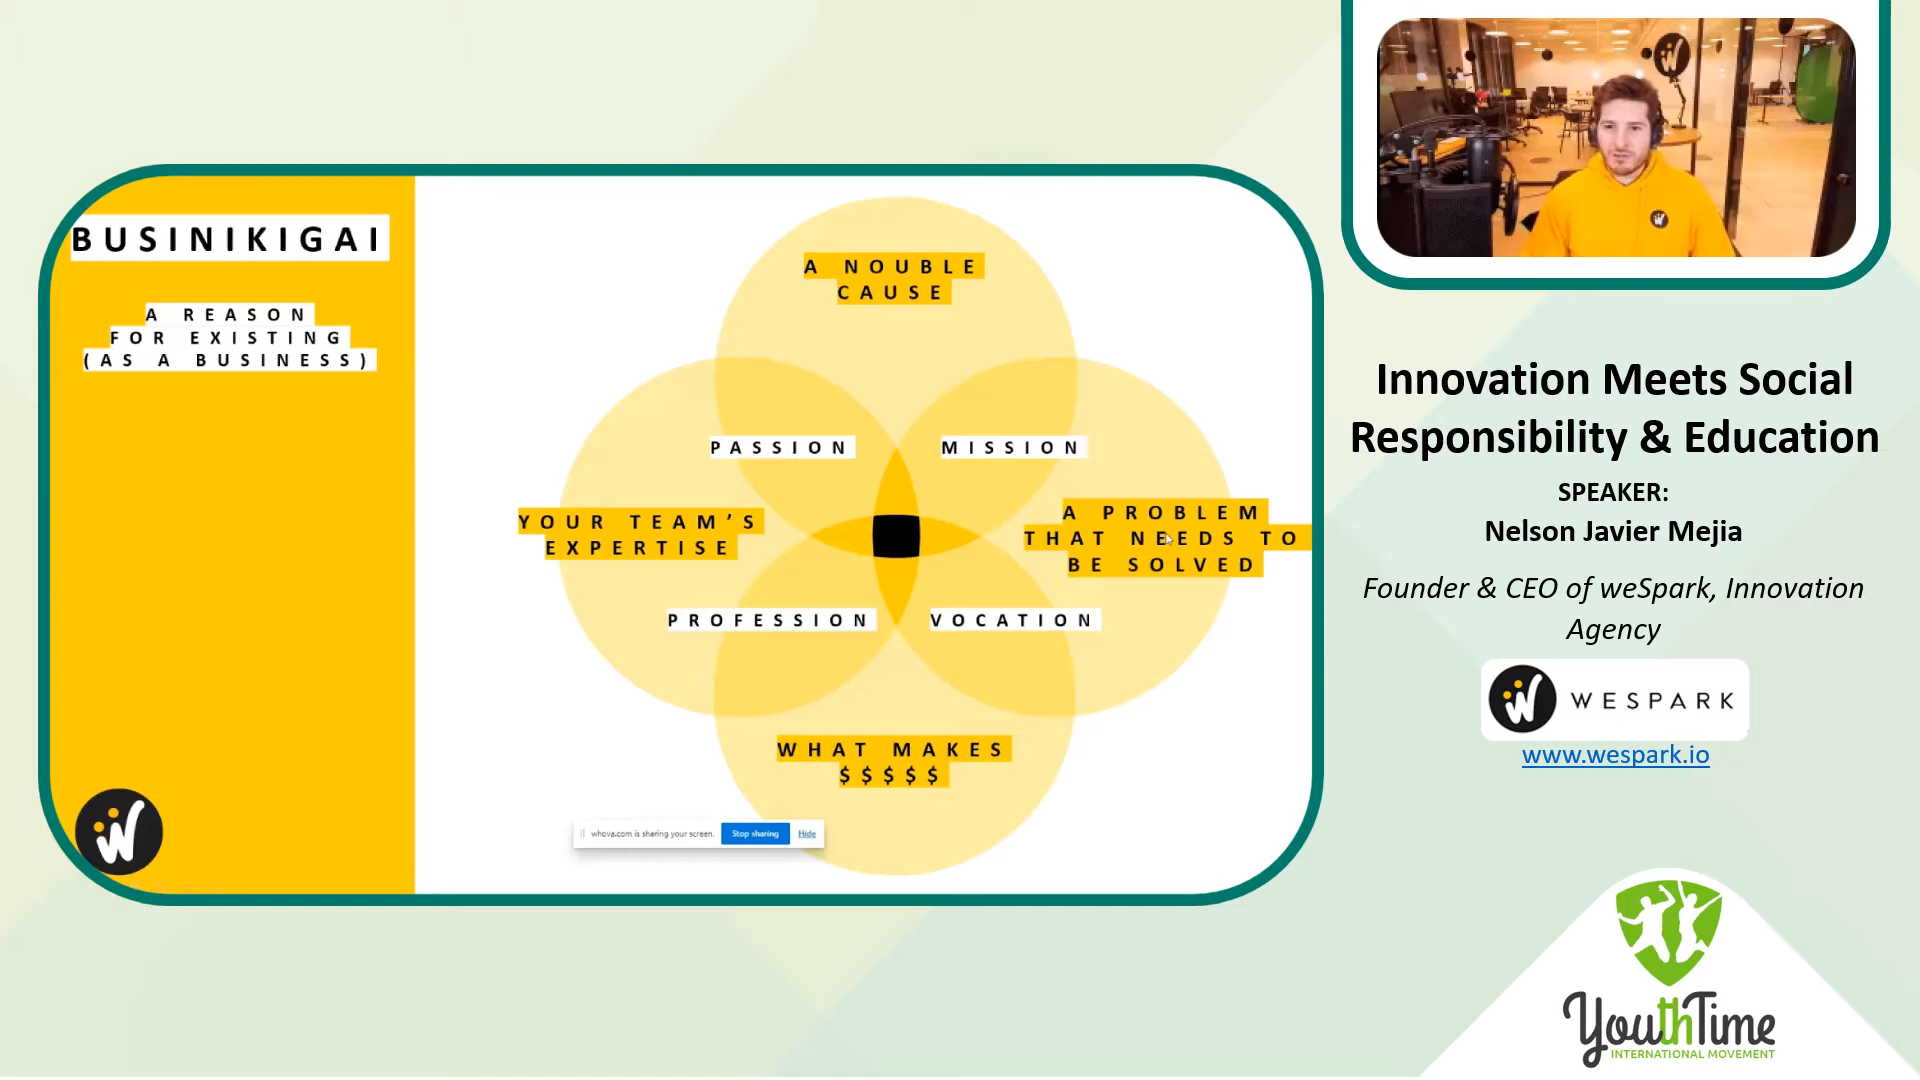 BUSINIKIGAI
A REASON
FOR EXISTING
(AS A BUSINESS)
A NOUBLE
CAUSE
PASSION
MISSION
YOUR TEAM'S
EXPERTISE
A PROBLEM
THAT NEEDS TO
BE SOLVED
PROFESSION
VOCATION
WHAT MAKES
$$$$$
whova.com is sharing your screen.
Stop sharing
Hide
Innovation Meets Social
Responsibility & Education
SPEAKER:
Nelson Javier Mejia
Founder & CEO of weSpark, Innovation
Agency
WESPARK
www.wespark.io
YouthTime
INTERNATIONAL MOVEMENT